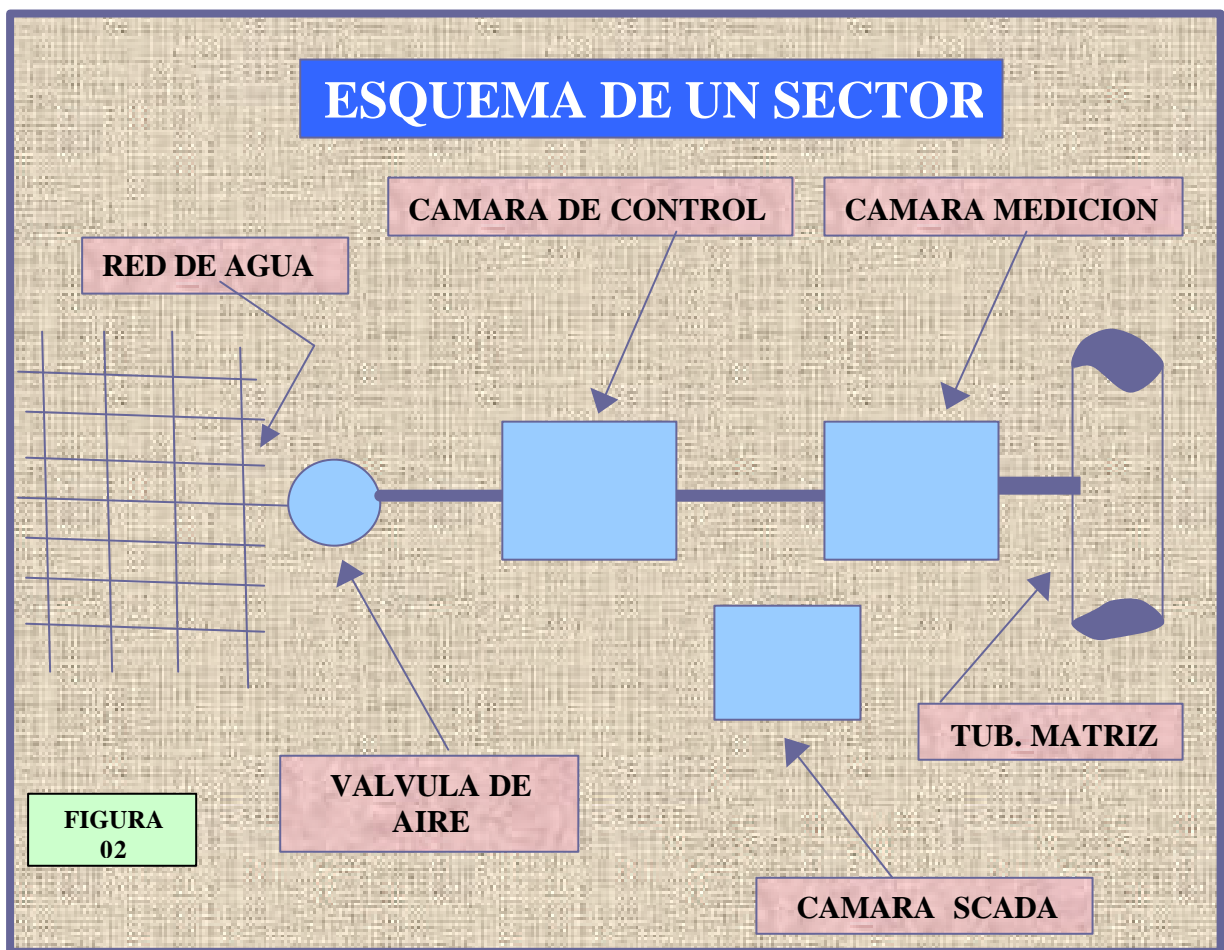 ESQUEMA DE UN SECTOR
CAMARA DE CONTROL
CAMARA MEDICION
RED DE AGUA
TUB. MATRIZ
VALVULA DE
AIRE
FIGURA
02
CAMARA SCADA